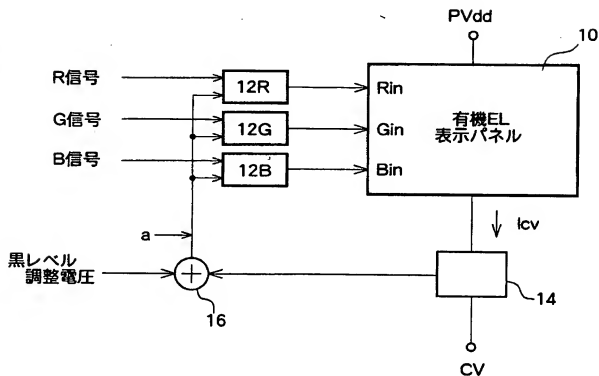 PVdd
10
R信号
12R
Rin
G信号
12G
Gin
有機EL
表示パネル
B信号
12B
Bin
Icv
a
黒レベル
調整電圧
16
14
CV